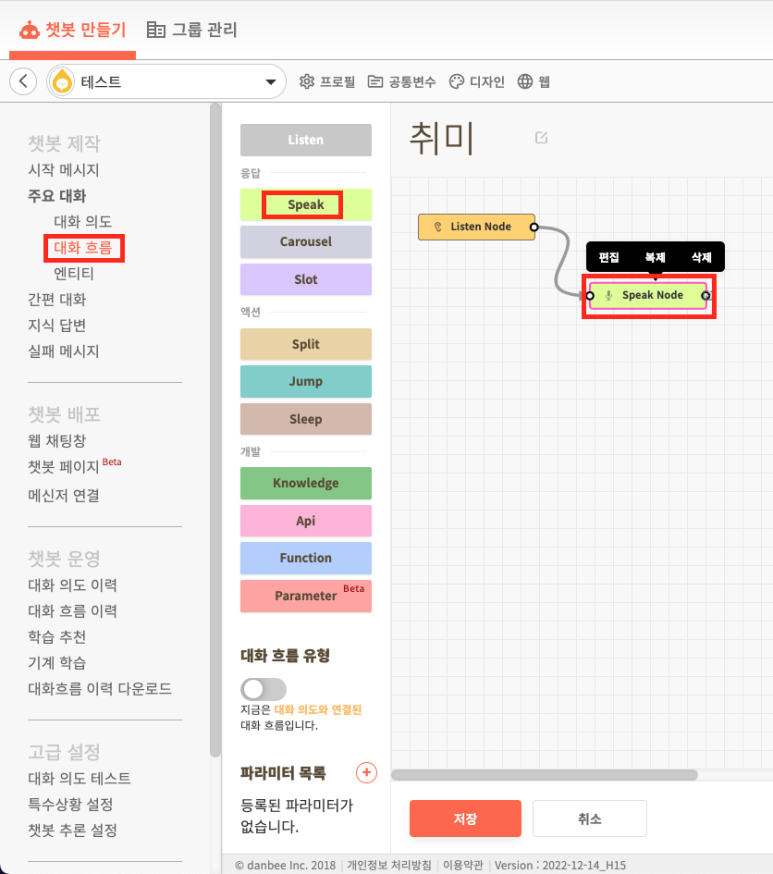 챗봇 만들기 그룹 관리
테스트 프로필 공통변수 디자인 웹
챗봇 제작
시작 메시지
주요 대화
대화 의도
대화 흐름
엔티티
간편 대화
지식 답변
실패 메시지
챗봇 배포
웹 채팅창
챗봇 페이지 Beta
메신저 연결
챗봇 운영
대화 의도 이력
대화 흐름 이력
학습 추천
기계 학습
대화흐름 이력 다운로드
고급 설정
대화 의도 테스트
특수상황 설정
챗봇 추론 설정
Listen
응답
Speak
Carousel
Slot
액션
Split
Jump
Sleep
개발
Knowledge
Api
Function
Parameter Beta
대화 흐름 유형
지금은 대화 의도와 연결된
대화 흐름입니다.
파라미터 목록
등록된 파라미터가
없습니다.
취미
Listen Node
편집 복제 삭제
Speak Node
저장 취소
© danbee Inc. 2018 | 개인정보 처리방침 | 이용약관 | Version : 2022-12-14_H15